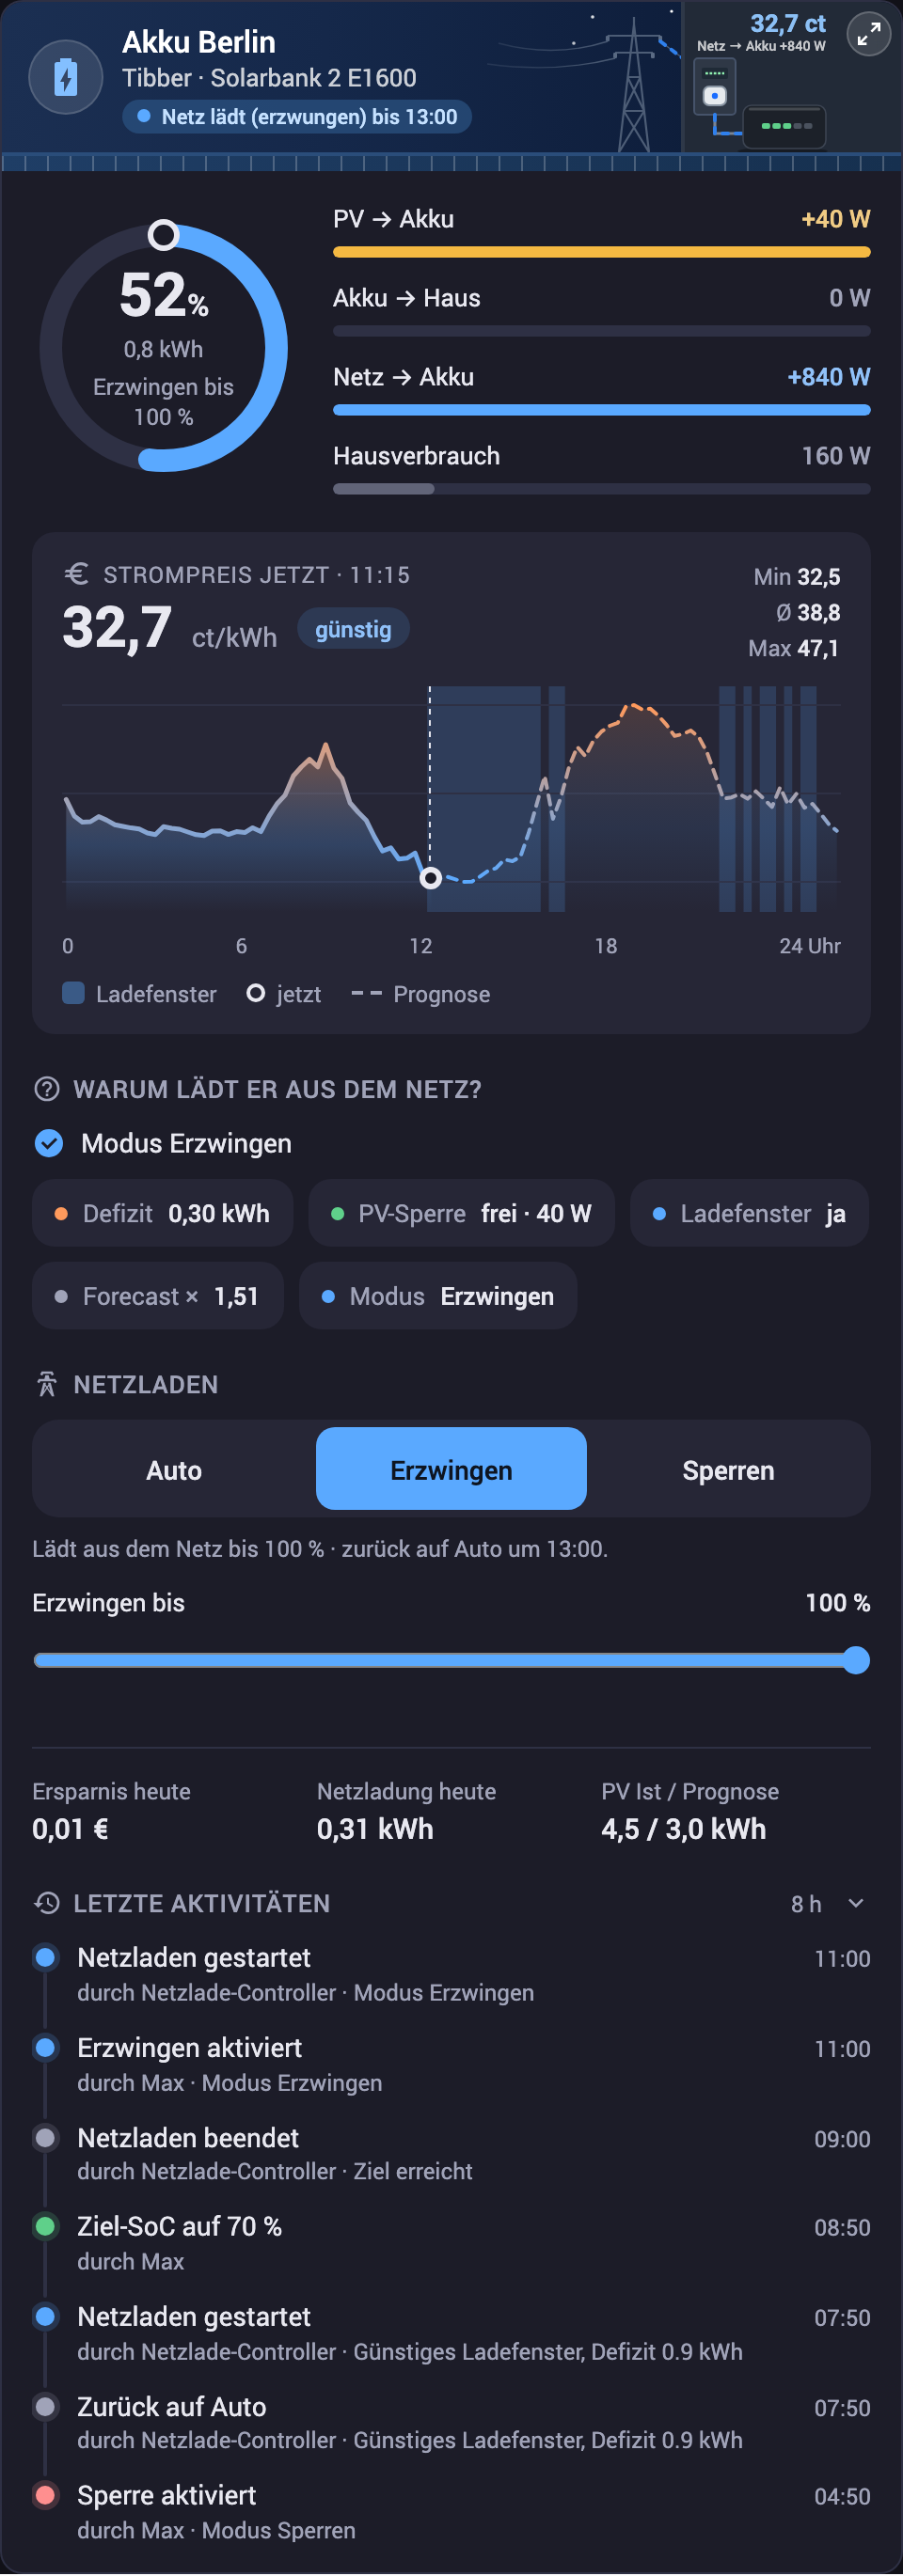 Akku Berlin
Tibber · Solarbank 2 E1600
Netz lädt (erzwungen) bis 13:00
32,7 ct
Netz → Akku +840 W
52%
0,8 kWh
Erzwingen bis
100 %
PV → Akku +40 W
Akku → Haus 0 W
Netz → Akku +840 W
Hausverbrauch 160 W
STROMPREIS JETZT · 11:15
32,7 ct/kWh günstig
Min 32,5
Ø 38,8
Max 47,1
0 6 12 18 24 Uhr
Ladefenster jetzt Prognose
WARUM LÄDT ER AUS DEM NETZ?
Modus Erzwingen
Defizit 0,30 kWh PV-Sperre frei · 40 W Ladefenster ja
Forecast × 1,51 Modus Erzwingen
NETZLADEN
Auto Erzwingen Sperren
Lädt aus dem Netz bis 100 % · zurück auf Auto um 13:00.
Erzwingen bis 100 %
Ersparnis heute Netzladung heute PV Ist / Prognose
0,01 € 0,31 kWh 4,5 / 3,0 kWh
LETZTE AKTIVITÄTEN 8 h
Netzladen gestartet 11:00
durch Netzlade-Controller · Modus Erzwingen
Erzwingen aktiviert 11:00
durch Max · Modus Erzwingen
Netzladen beendet 09:00
durch Netzlade-Controller · Ziel erreicht
Ziel-SoC auf 70 % 08:50
durch Max
Netzladen gestartet 07:50
durch Netzlade-Controller · Günstiges Ladefenster, Defizit 0.9 kWh
Zurück auf Auto 07:50
durch Netzlade-Controller · Günstiges Ladefenster, Defizit 0.9 kWh
Sperre aktiviert 04:50
durch Max · Modus Sperren